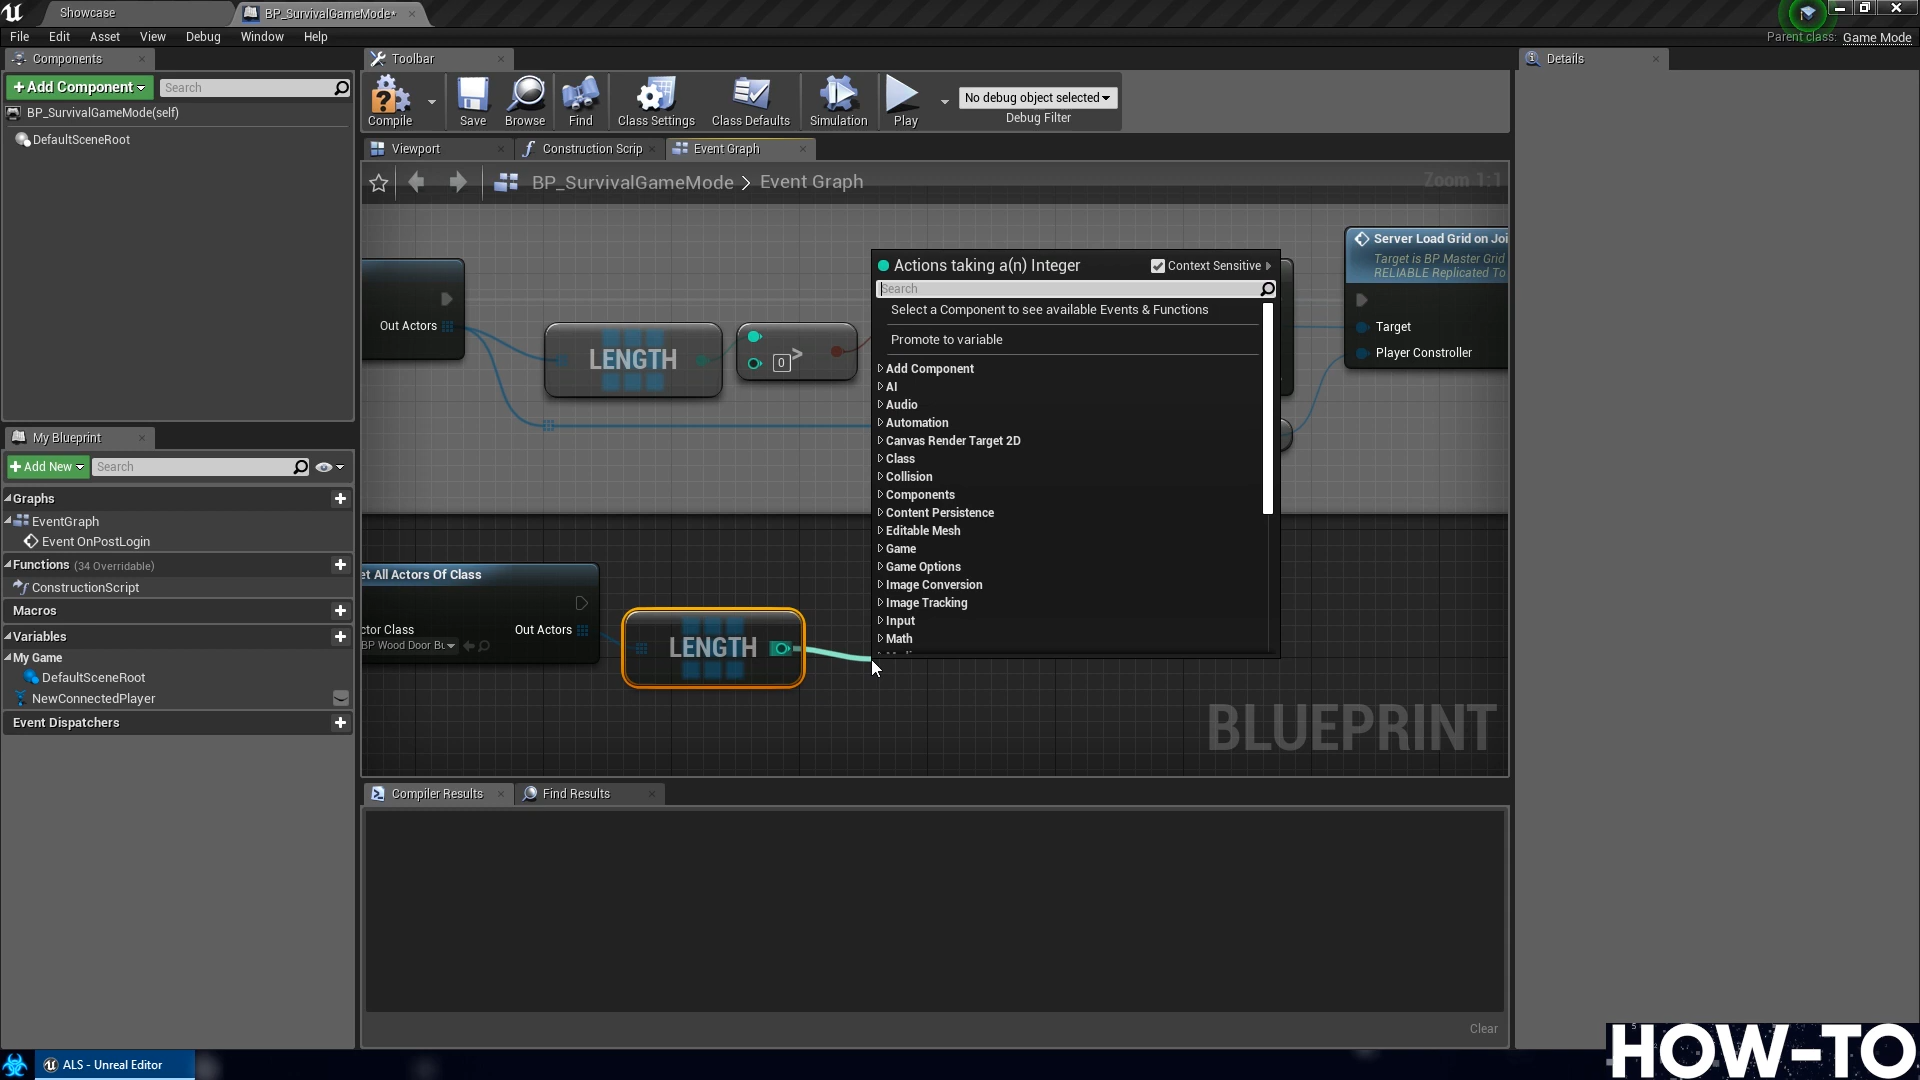 Showcase
BP_SurvivalGameMode*
File Edit Asset View Debug Window Help
Parent class: Game Mode
Components
Toolbar
Details
+ Add Component
Search
BP_SurvivalGameMode(self)
DefaultSceneRoot
Compile
Save
Browse
Find
Class Settings
Class Defaults
Simulation
Play
No debug object selected
Debug Filter
Viewport
Construction Scrip
Event Graph
BP_SurvivalGameMode > Event Graph
Zoom 1:1
Out Actors
LENGTH
0
>
Server Load Grid on Joi
Target is BP Master Grid
RELIABLE Replicated To
Target
Player Constroller
Actions taking a(n) Integer
Context Sensitive
Search
Select a Component to see available Events & Functions
Promote to variable
Add Component
AI
Audio
Automation
Canvas Render Target 2D
Class
Collision
Components
Content Persistence
Editable Mesh
Game
Game Options
Image Conversion
Image Tracking
Input
Math
My Blueprint
+ Add New
Search
Graphs
EventGraph
Event OnPostLogin
Functions (34 Overridable)
ConstructionScript
Macros
Variables
My Game
DefaultSceneRoot
NewConnectedPlayer
Event Dispatchers
et All Actors Of Class
ctor Class
BP Wood Door Bu
Out Actors
LENGTH
BLUEPRINT
Compiler Results
Find Results
Clear
ALS - Unreal Editor
HOW-TO